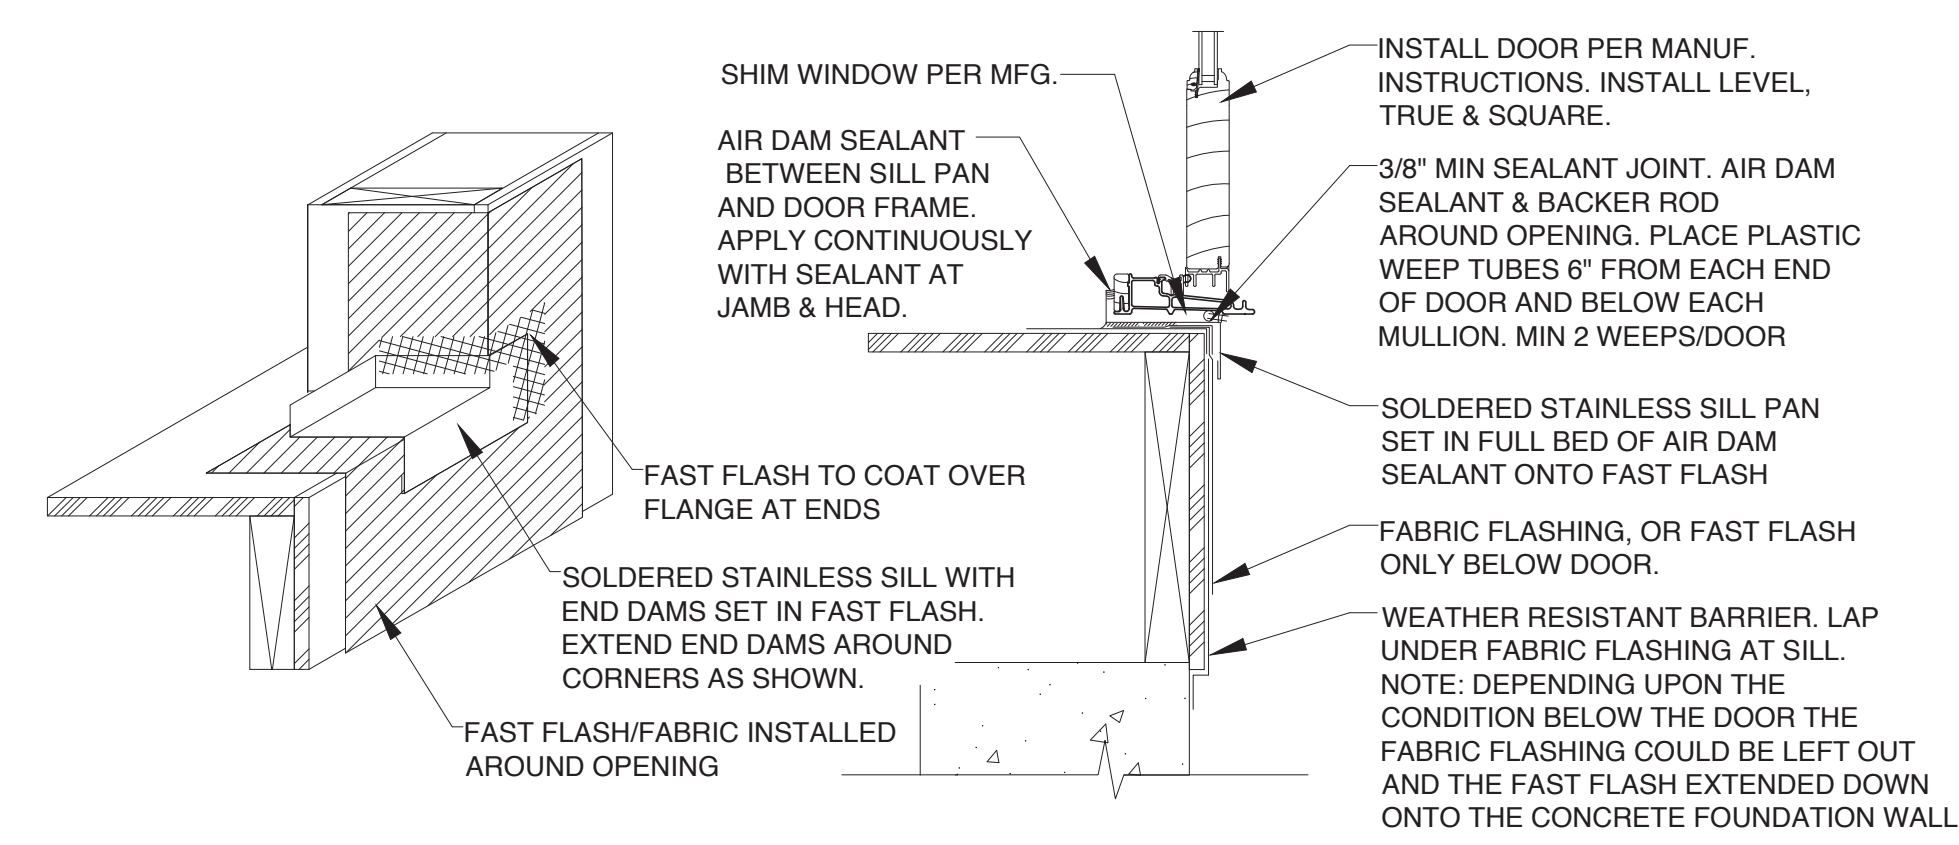 SHIM WINDOW PER MFG.
AIR DAM SEALANT
BETWEEN SILL PAN
AND DOOR FRAME.
APPLY CONTINUOUSLY
WITH SEALANT AT
JAMB & HEAD.
FAST FLASH TO COAT OVER
FLANGE AT ENDS
SOLDERED STAINLESS SILL WITH
END DAMS SET IN FAST FLASH.
EXTEND END DAMS AROUND
CORNERS AS SHOWN.
FAST FLASH/FABRIC INSTALLED
AROUND OPENING
INSTALL DOOR PER MANUF.
INSTRUCTIONS. INSTALL LEVEL,
TRUE & SQUARE.
3/8" MIN SEALANT JOINT. AIR DAM
SEALANT & BACKER ROD
AROUND OPENING. PLACE PLASTIC
WEEP TUBES 6" FROM EACH END
OF DOOR AND BELOW EACH
MULLION. MIN 2 WEEPS/DOOR
SOLDERED STAINLESS SILL PAN
SET IN FULL BED OF AIR DAM
SEALANT ONTO FAST FLASH
FABRIC FLASHING, OR FAST FLASH
ONLY BELOW DOOR.
WEATHER RESISTANT BARRIER. LAP
UNDER FABRIC FLASHING AT SILL.
NOTE: DEPENDING UPON THE
CONDITION BELOW THE DOOR THE
FABRIC FLASHING COULD BE LEFT OUT
AND THE FAST FLASH EXTENDED DOWN
ONTO THE CONCRETE FOUNDATION WALL